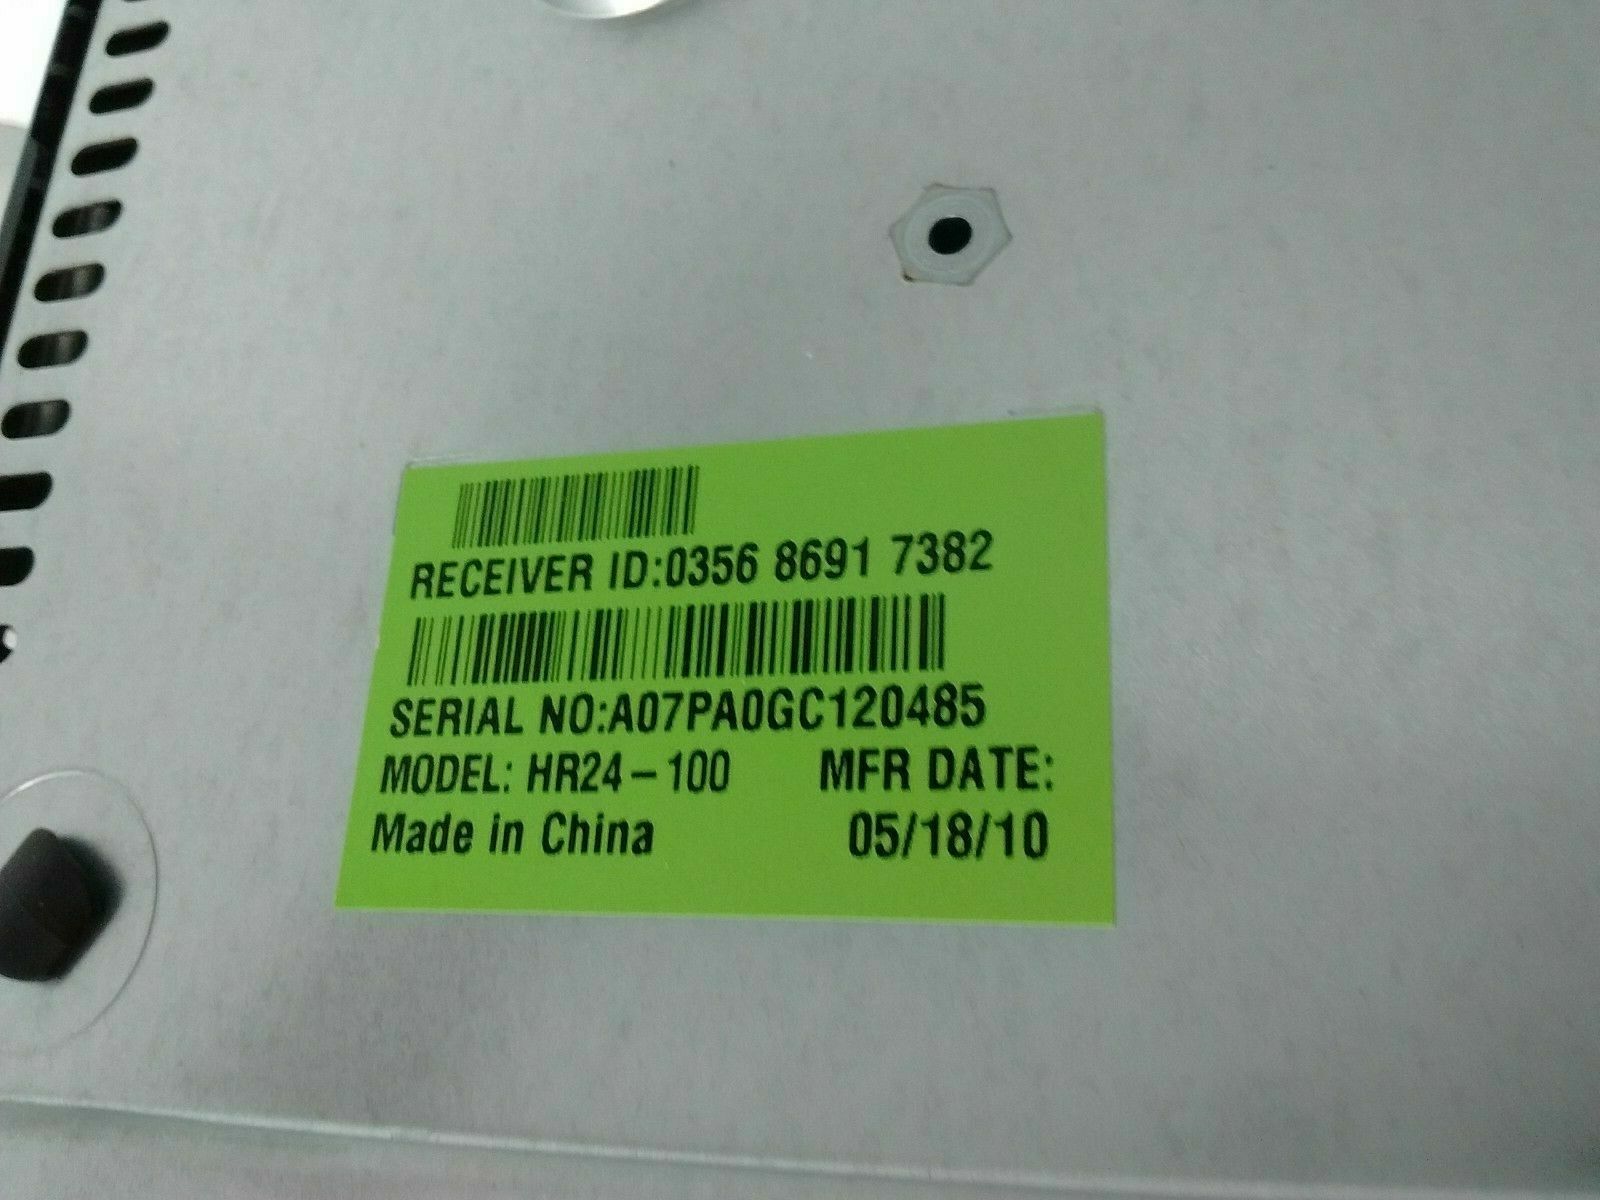 RECEIVER ID:0356 8691 7382
SERIAL NO:A07PA0GC120485
MODEL: HR24-100 MFR DATE:
Made in China 05/18/10